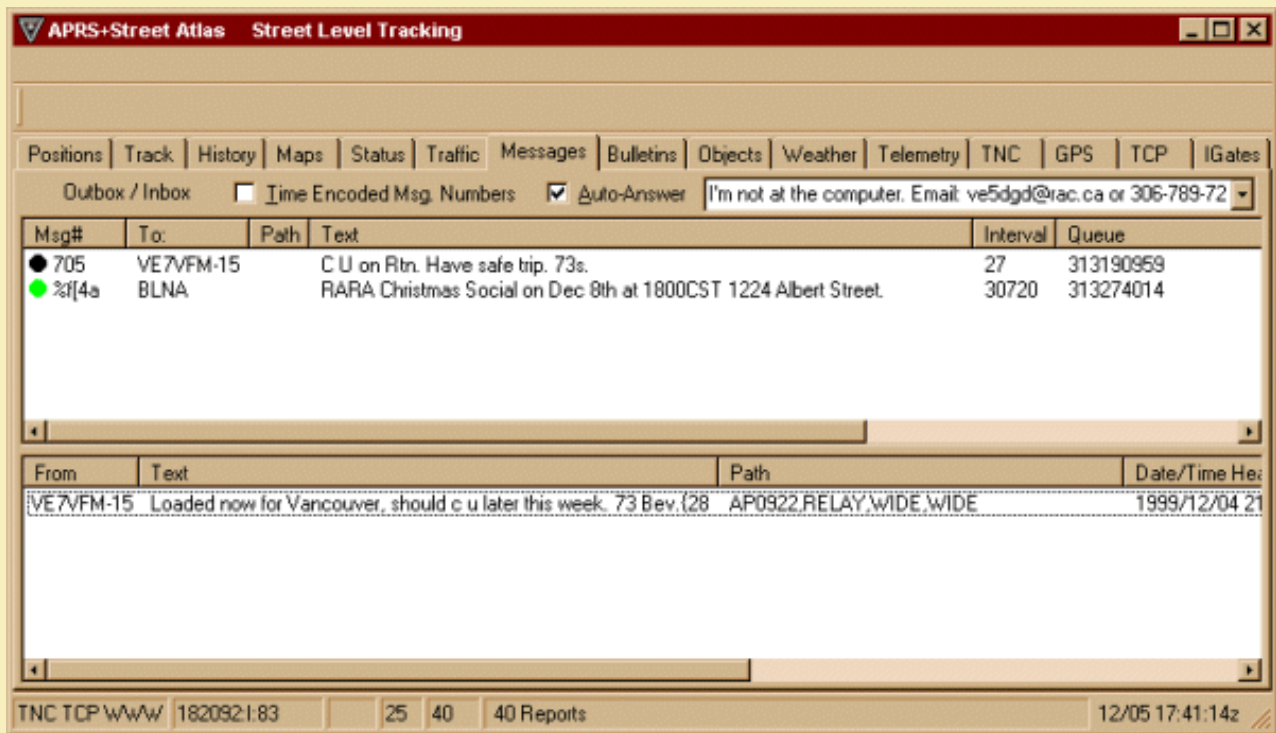 APRS+Street Atlas Street Level Tracking
Positions Track History Maps Status Traffic Messages Bulletins Objects Weather Telemetry TNC GPS TCP IGates
Outbox / Inbox Time Encoded Msg. Numbers Auto-Answer I'm not at the computer. Email: ve5dgd@rac.ca or 306-789-72
Msg# To: Path Text Interval Queue
705 VE7VFM-15 C U on Rtn. Have safe trip. 73s. 27 313190959
%f[4a BLNA RARA Christmas Social on Dec 8th at 1800CST 1224 Albert Street. 30720 313274014
From Text Path Date/Time Hea
VE7VFM-15 Loaded now for Vancouver, should c u later this week. 73 Bev.{28 AP0922,RELAY,WIDE,WIDE 1999/12/04 21
TNC TCP WWW 182092:I:83 25 40 40 Reports 12/05 17:41:14z